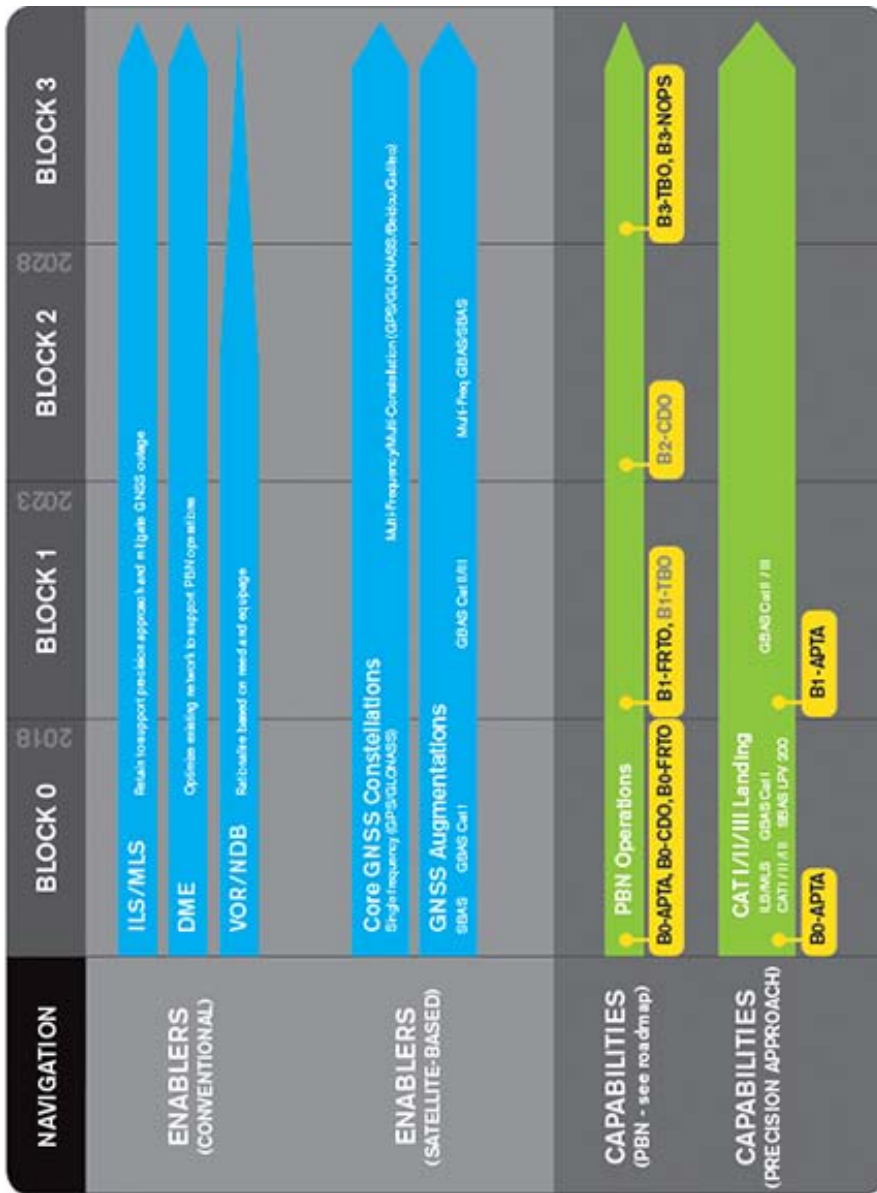 NAVIGATION
BLOCK 0
2018
BLOCK 1
2023
BLOCK 2
2028
BLOCK 3
ENABLERS
(CONVENTIONAL)
ILS/MLS
Retain to support precision approach and mitigate GNSS outage
DME
Optimize existing network to support PBN operations
VOR/NDB
Rationalize based on need and equipage
ENABLERS
(SATELLITE-BASED)
Core GNSS Constellations
Single frequency (GPS/GLONASS)
Multi-Frequency/Multi-Constellation (GPS/GLONASS/Beidou/Galileo)
GNSS Augmentations
SBAS
GBAS Cat I
GBAS Cat II/III
Multi-Freq GBAS/SBAS
CAPABILITIES
(PBN - see roadmap)
PBN Operations
B0-APTA, B0-CDO, B0-FRTO
B1-FRTO, B1-TBO
B2-CDO
B3-TBO, B3-NOPS
CAPABILITIES
(PRECISION APPROACH)
CAT I/II/III Landing
ILS/MLS
GBAS Cat I
GBAS Cat II / III
CAT I / II / III
SBAS LPV 200
B0-APTA
B1-APTA